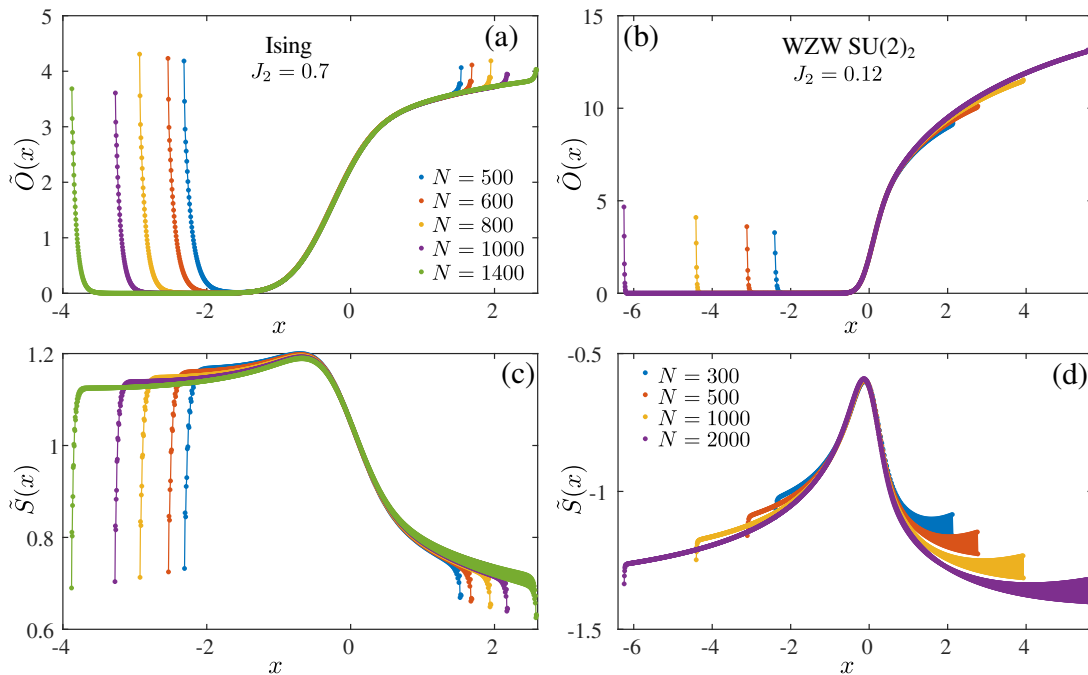 (a)
Ising
J₂ = 0.7
Õ(x)
5
4
3
2
1
0
-4
-2
0
2
x
N = 500
N = 600
N = 800
N = 1000
N = 1400
(b)
WZW SU(2)₂
J₂ = 0.12
Õ(x)
15
10
5
0
-6
-4
-2
0
2
4
x
(c)
S̃(x)
1.2
1
0.8
0.6
-4
-2
0
2
x
(d)
N = 300
N = 500
N = 1000
N = 2000
S̃(x)
-0.5
-1
-1.5
-6
-4
-2
0
2
4
x